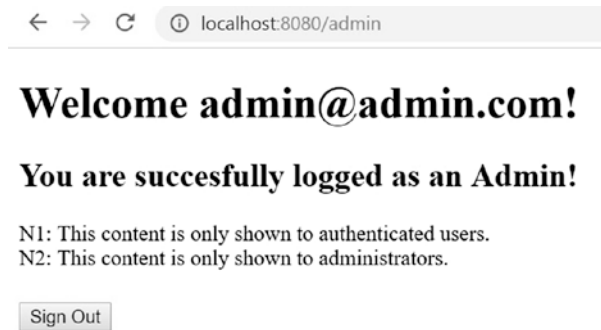 localhost:8080/admin
Welcome admin@admin.com!
You are succesfully logged as an Admin!
N1: This content is only shown to authenticated users.
N2: This content is only shown to administrators.
Sign Out